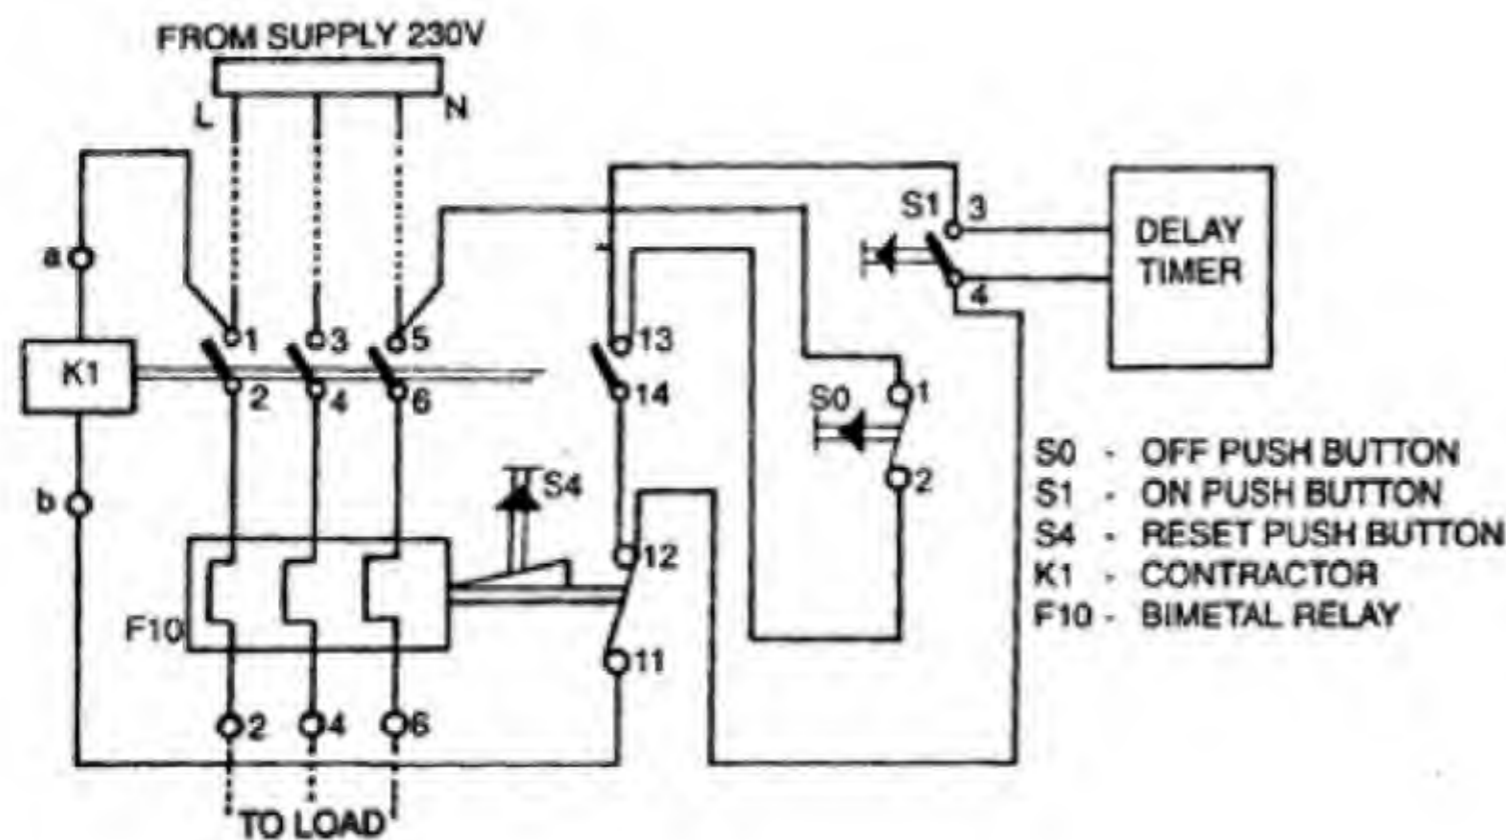 FROM SUPPLY 230V
L
N
a
K1
b
1
3
5
2
4
6
13
14
S1
3
4
DELAY
TIMER
S0
1
2
S4
12
11
F10
2
4
6
TO LOAD
S0 - OFF PUSH BUTTON
S1 - ON PUSH BUTTON
S4 - RESET PUSH BUTTON
K1 - CONTRACTOR
F10 - BIMETAL RELAY